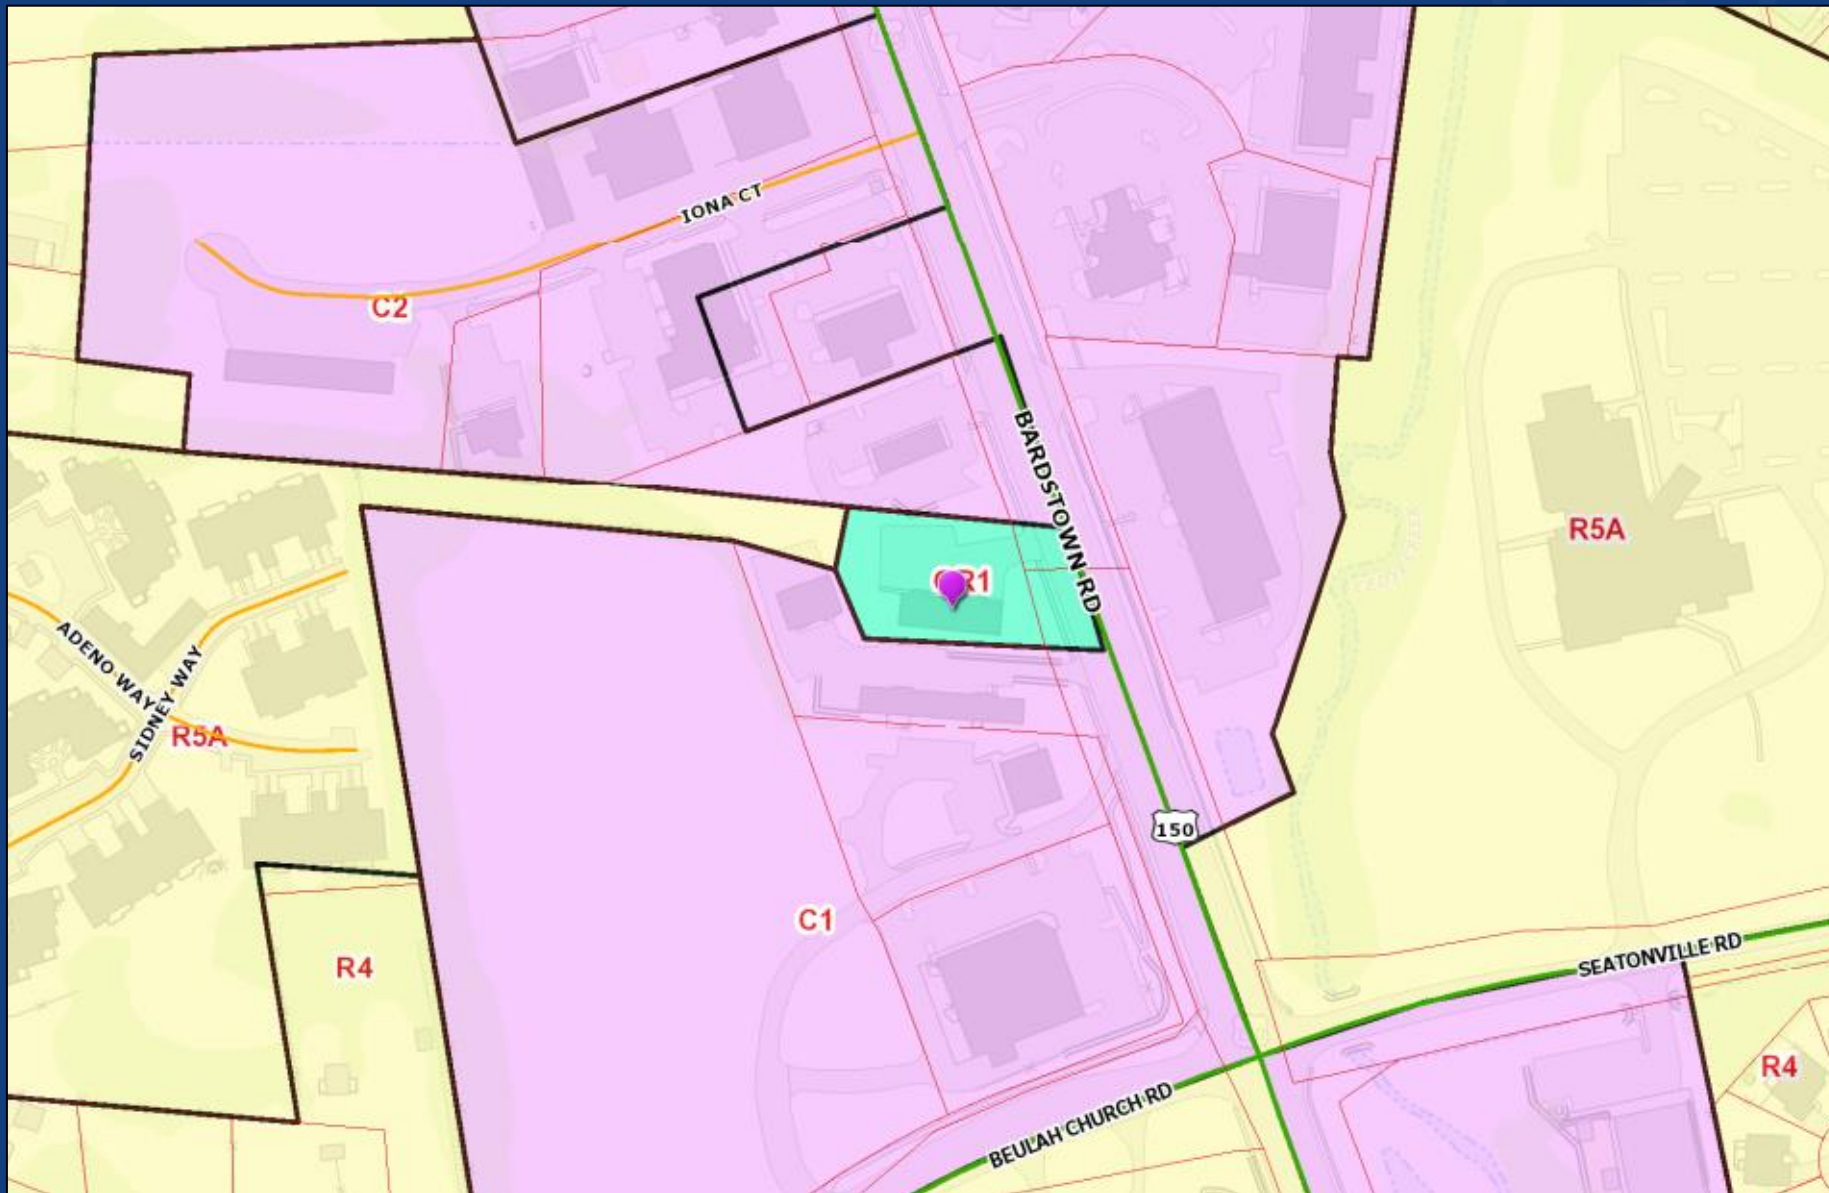 IONA CT
C2
BARDSTOWN RD
R5A
R1
ADENO WAY
SIDNEY WAY
R5A
150
C1
R4
SEATONVILLE RD
R4
BEULAH CHURCH RD